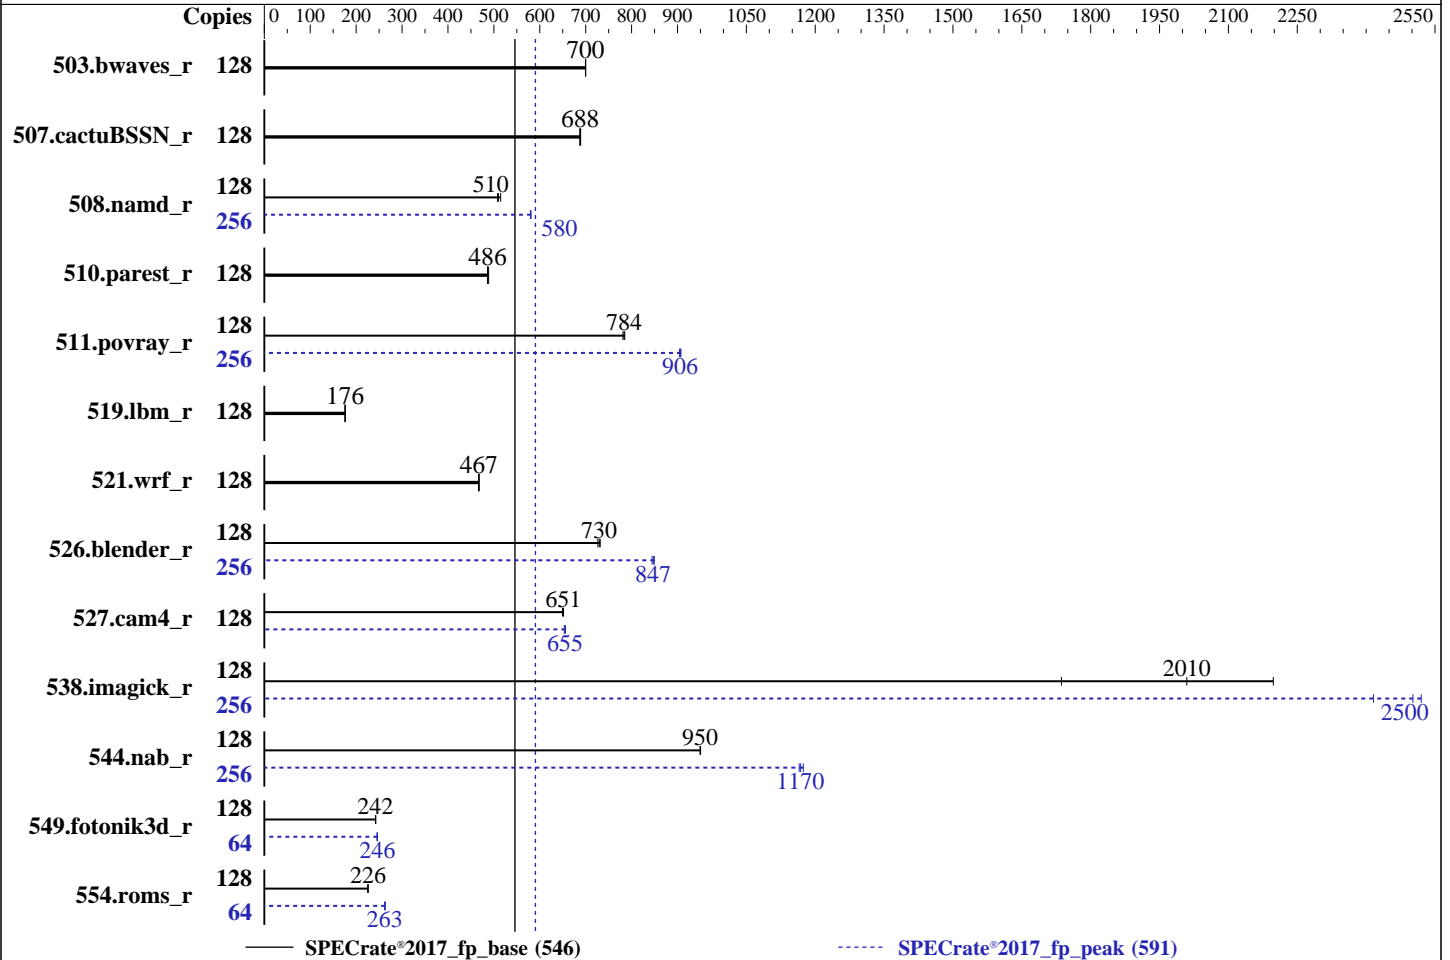 Copies 0 100 200 300 400 500 600 700 800 900 1050 1200 1350 1500 1650 1800 1950 2100 2250 2550
503.bwaves_r 128 700
507.cactuBSSN_r 128 688
508.namd_r 128 510
256 580
510.parest_r 128 486
511.povray_r 128 784
256 906
519.lbm_r 128 176
521.wrf_r 128 467
526.blender_r 128 730
256 847
527.cam4_r 128 651
655
538.imagick_r 128 2010
256 2500
544.nab_r 128 950
256 1170
549.fotonik3d_r 128 242
64 246
554.roms_r 128 226
64 263
SPECrate®2017_fp_base (546) SPECrate®2017_fp_peak (591)